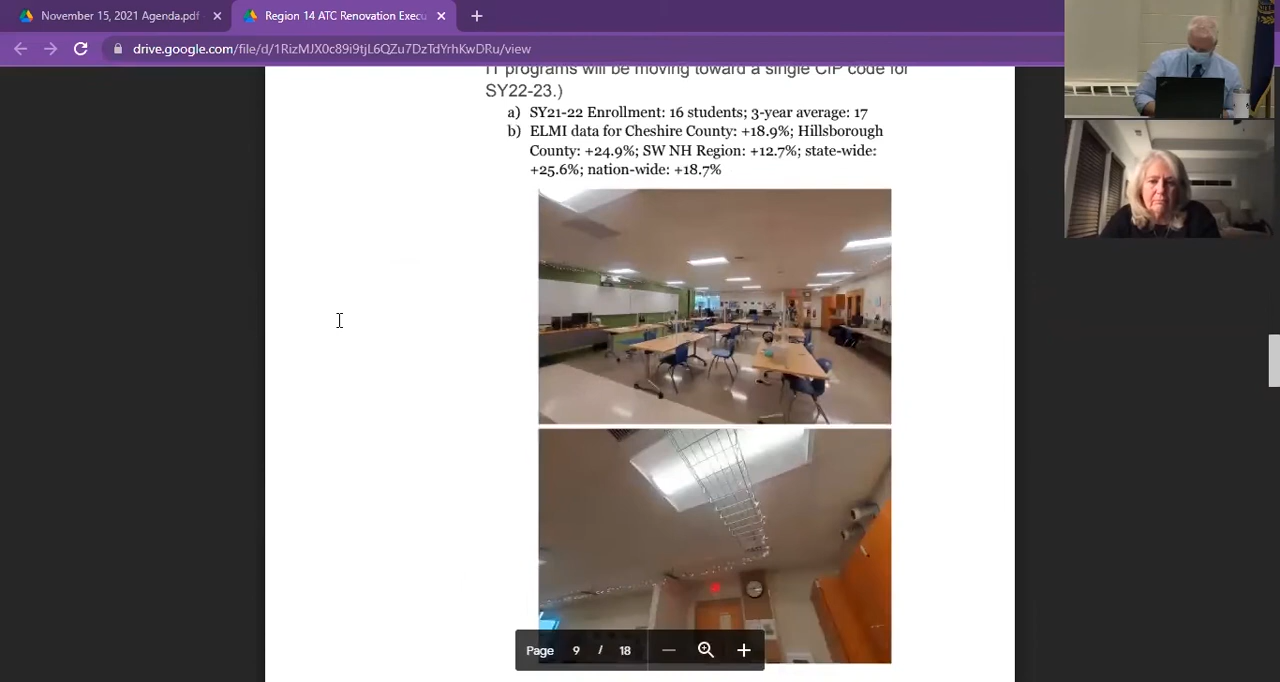 November 15, 2021 Agenda.pdf
Region 14 ATC Renovation Execu
drive.google.com/file/d/1RizMJX0c89i9tjL6QZu7DzTdYrhKwDRu/view
IT programs will be moving toward a single CIP code for
SY22-23.)
a) SY21-22 Enrollment: 16 students; 3-year average: 17
b) ELMI data for Cheshire County: +18.9%; Hillsborough
County: +24.9%; SW NH Region: +12.7%; state-wide:
+25.6%; nation-wide: +18.7%
Page 9 / 18